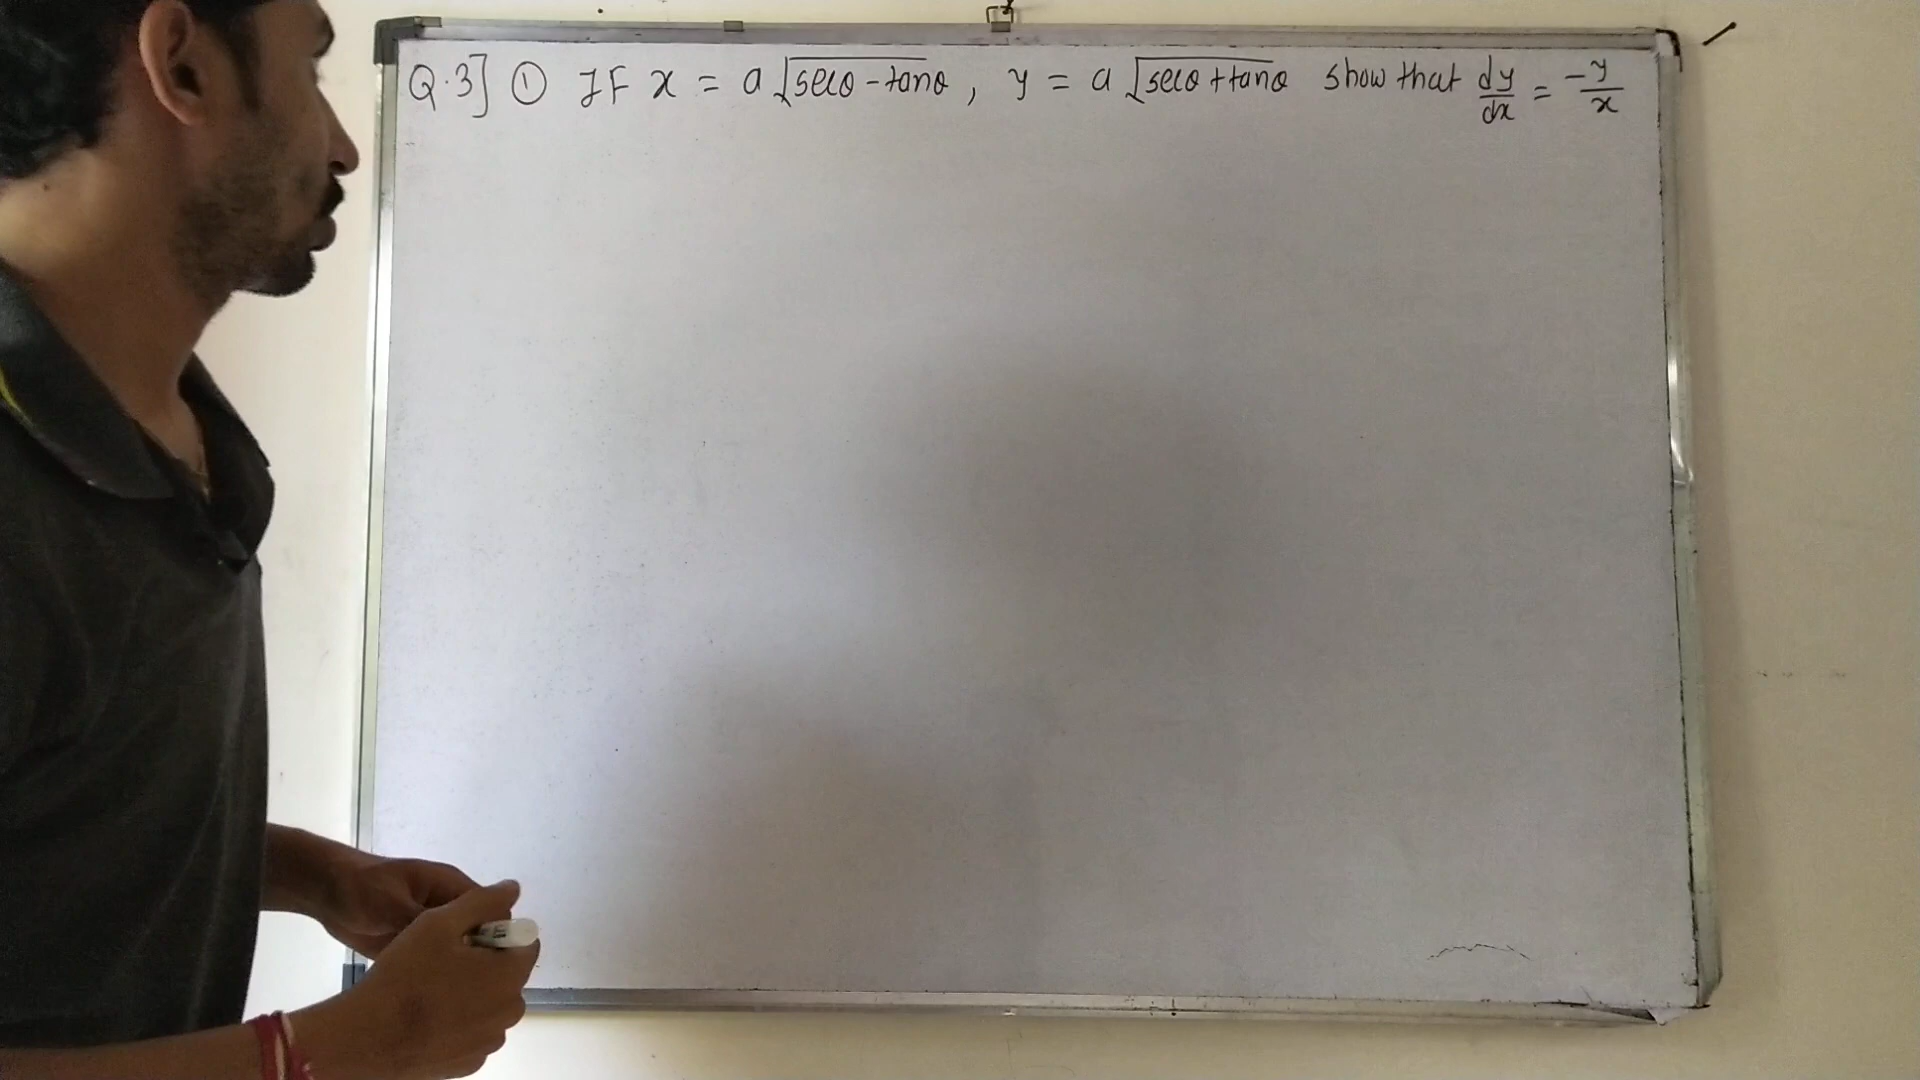 Q.3] ① If x = a √secθ - tanθ , y = a √secθ + tanθ show that dy/dx = -y/x